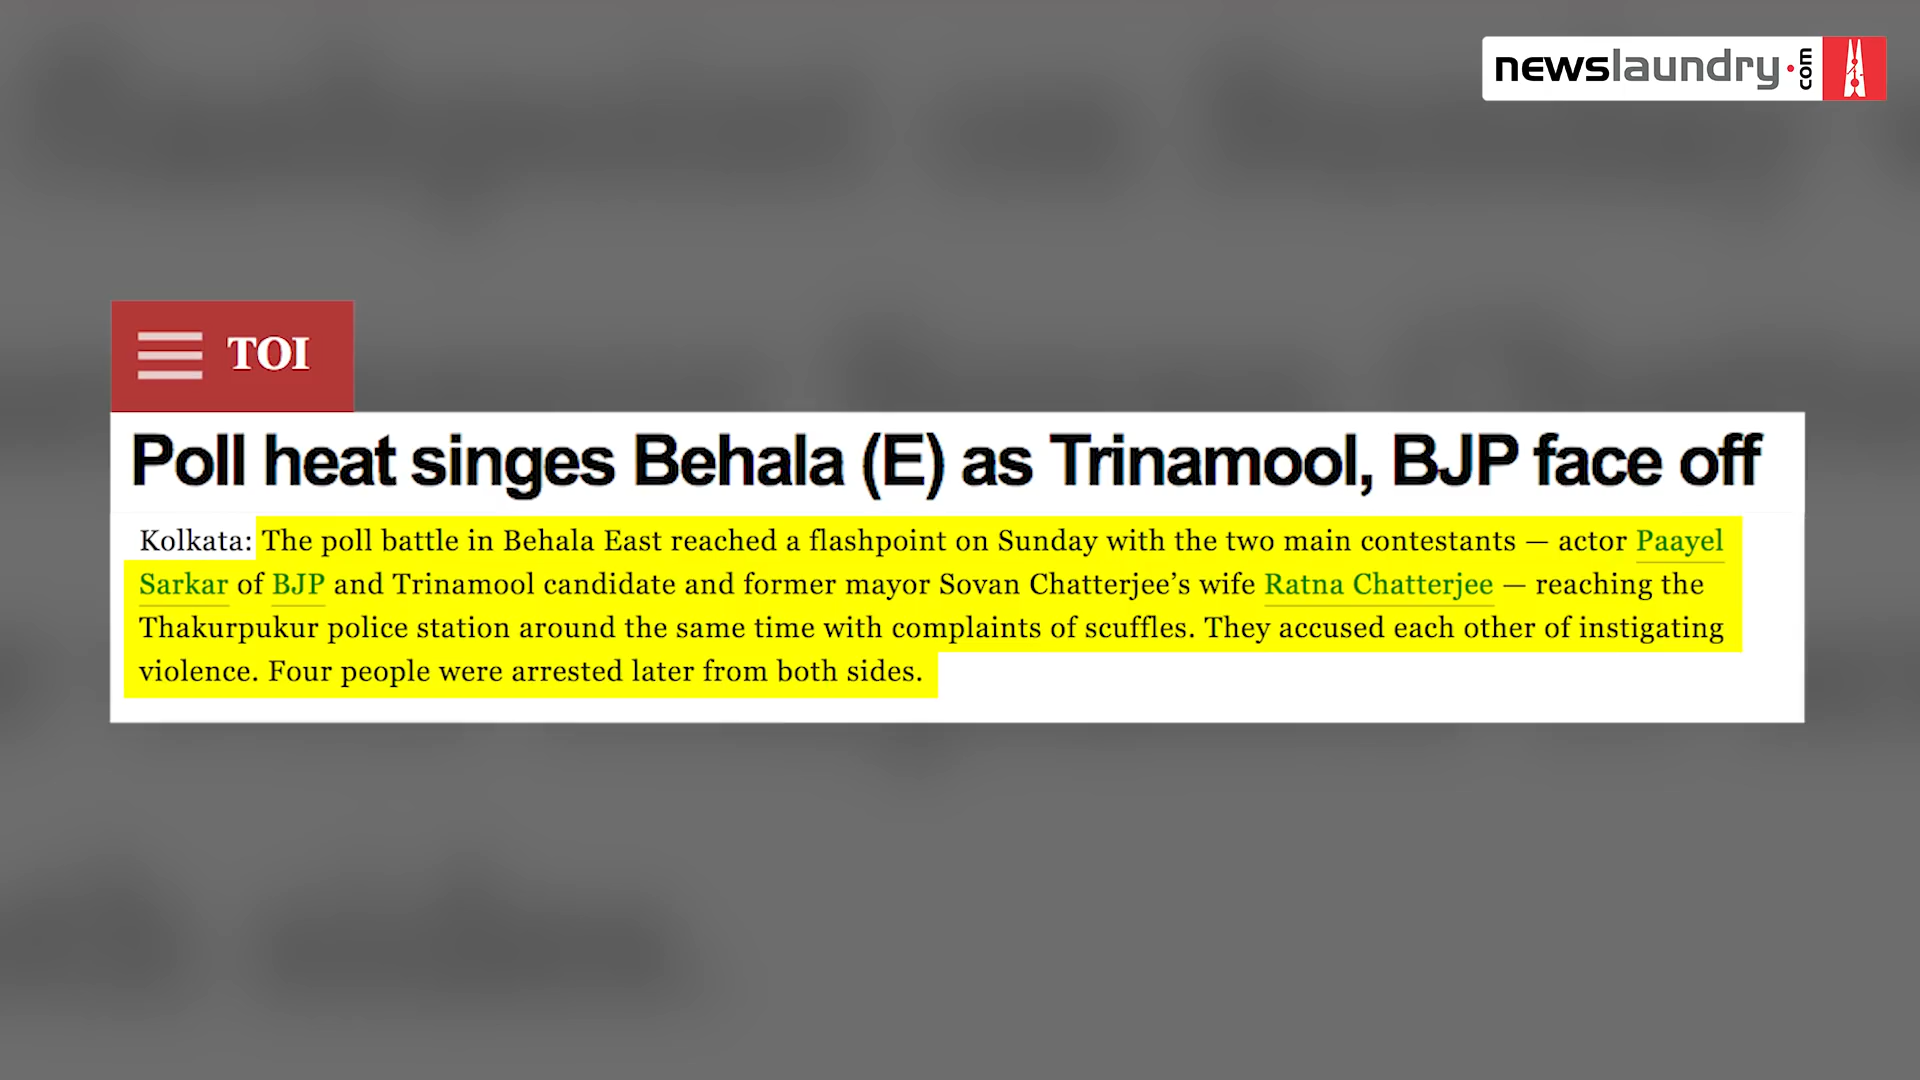 newslaundry.com
TOI
Poll heat singes Behala (E) as Trinamool, BJP face off
Kolkata: The poll battle in Behala East reached a flashpoint on Sunday with the two main contestants — actor Paayel
Sarkar of BJP and Trinamool candidate and former mayor Sovan Chatterjee’s wife Ratna Chatterjee — reaching the
Thakurpukur police station around the same time with complaints of scuffles. They accused each other of instigating
violence. Four people were arrested later from both sides.